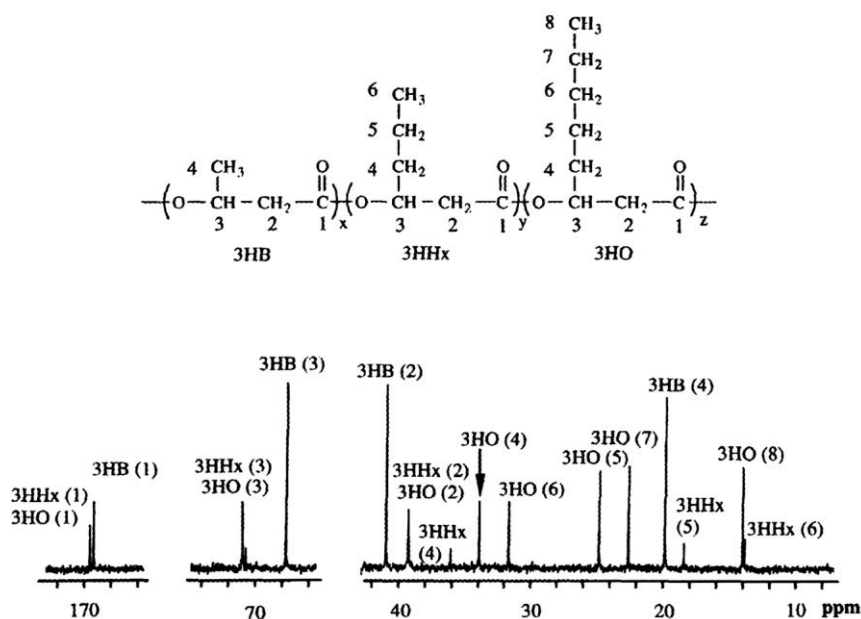 8 CH₃
7 CH₂
6 CH₃ 6 CH₂
5 CH₂ 5 CH₂
4 CH₃ O 4 CH₂ O 4 CH₂ O
(O—CH—CH₂—C)x(O—CH—CH₂—C)y(O—CH—CH₂—C)z
3 2 1 3 2 1 3 2 1
3HB 3HHx 3HO
3HHx (1)
3HO (1)
3HB (1)
3HHx (3)
3HO (3)
3HB (3)
3HB (2)
3HHx (2)
3HO (2)
3HHx
(4)
3HO (4)
3HO (6)
3HO (5)
3HO (7)
3HB (4)
3HHx
(5)
3HO (8)
3HHx (6)
170 70 40 30 20 10 ppm